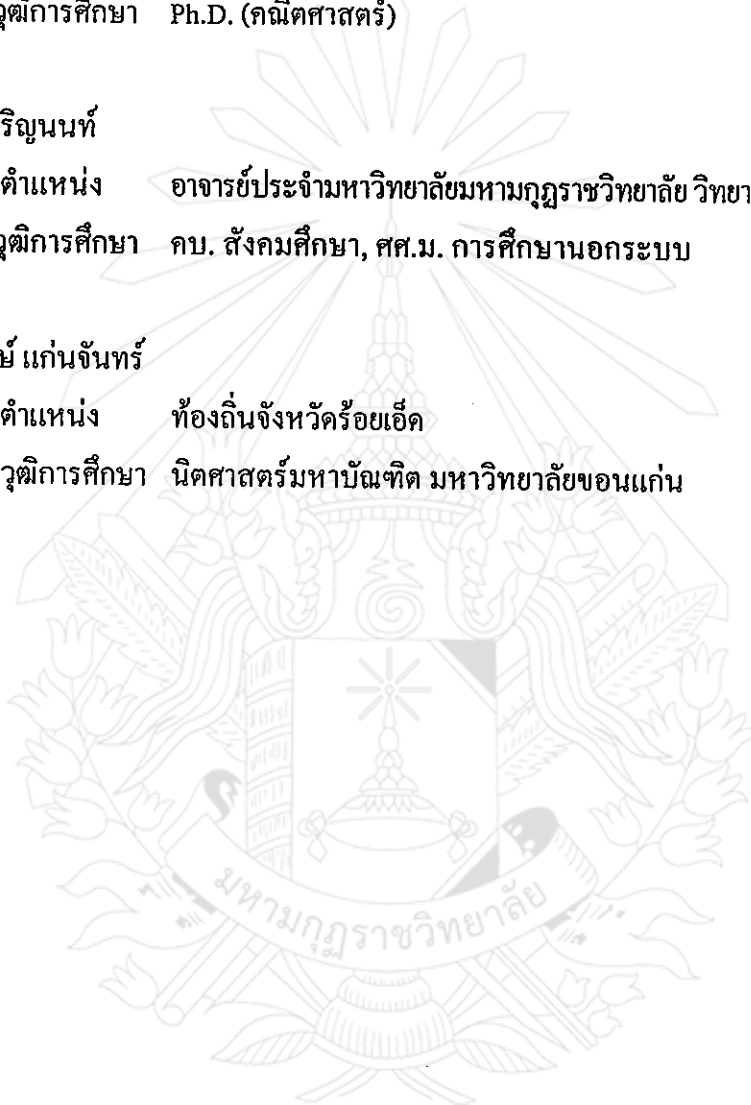 วุฒิการศึกษา Ph.D. (คณิตศาสตร์)
ริญนนท์
ตำแหน่ง อาจารย์ประจำมหาวิทยาลัยมหามกุฏราชวิทยาลัย วิทยา
วุฒิการศึกษา คบ. สังคมศึกษา, ศศ.ม. การศึกษานอกระบบ
ษ์ แก่นจันทร์
ตำแหน่ง ท้องถิ่นจังหวัดร้อยเอ็ด
วุฒิการศึกษา นิตศาสตร์มหาบัณฑิต มหาวิทยาลัยขอนแก่น
มหามกุฏราชวิทยาลัย